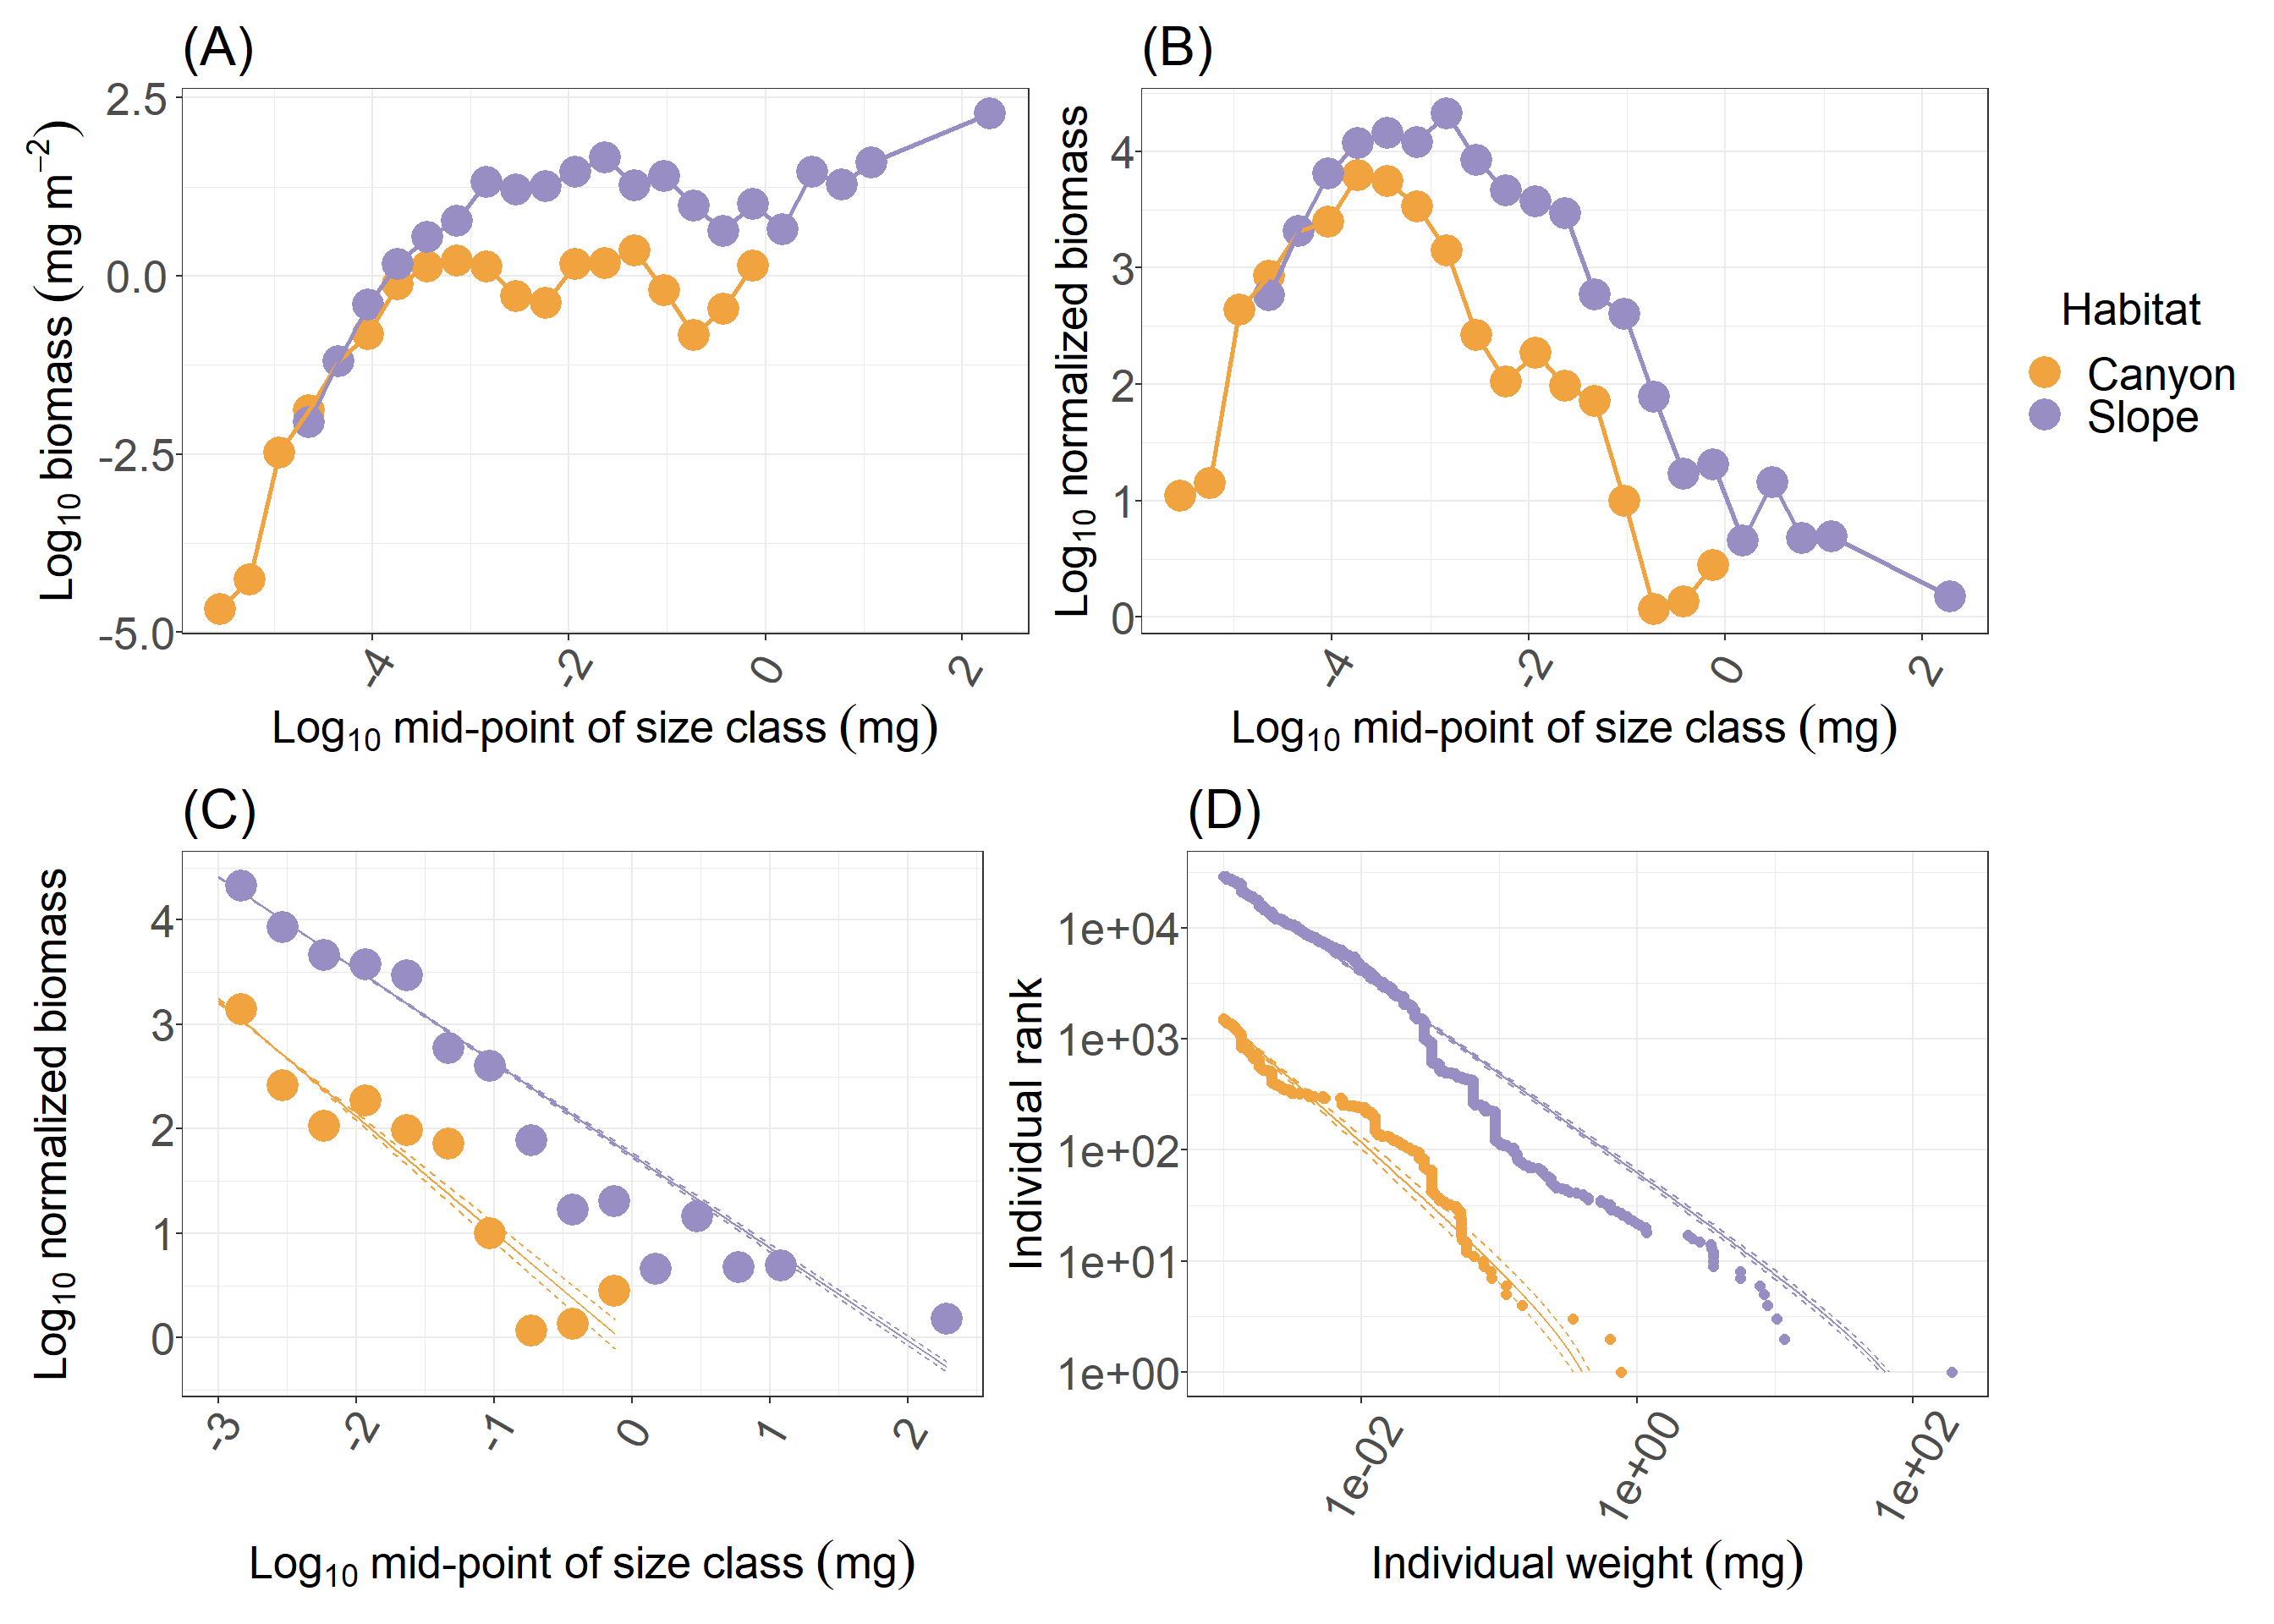 (A)
Log10 biomass (mg m−2)
2.5
0.0
-2.5
-5.0
-4
-2
0
2
Log10 mid-point of size class (mg)
(B)
Log10 normalized biomass
4
3
2
1
0
-4
-2
0
2
Log10 mid-point of size class (mg)
Habitat
Canyon
Slope
(C)
Log10 normalized biomass
4
3
2
1
0
-3
-2
-1
0
1
2
Log10 mid-point of size class (mg)
(D)
Individual rank
1e+04
1e+03
1e+02
1e+01
1e+00
1e-02
1e+00
1e+02
Individual weight (mg)